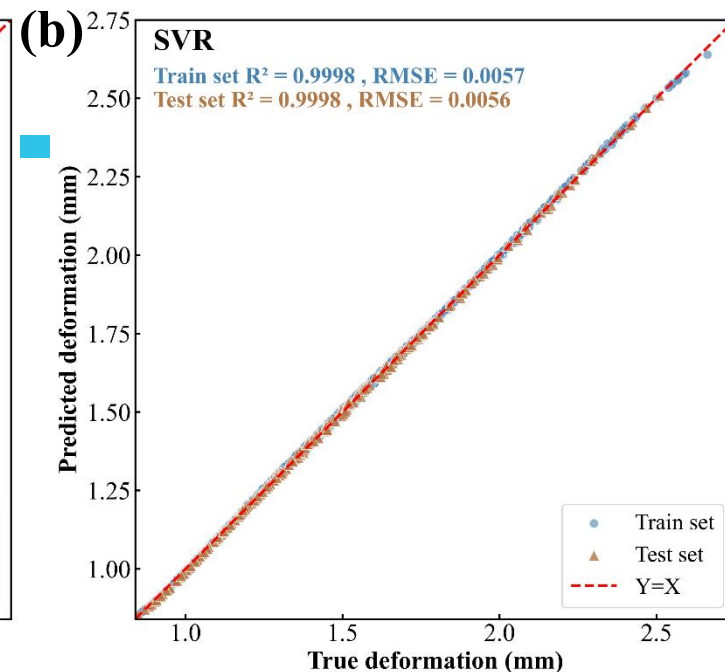 (b)
SVR
Train set R² = 0.9998 , RMSE = 0.0057
Test set R² = 0.9998 , RMSE = 0.0056
Predicted deformation (mm)
2.75
2.50
2.25
2.00
1.75
1.50
1.25
1.00
Train set
Test set
Y=X
1.0 1.5 2.0 2.5
True deformation (mm)